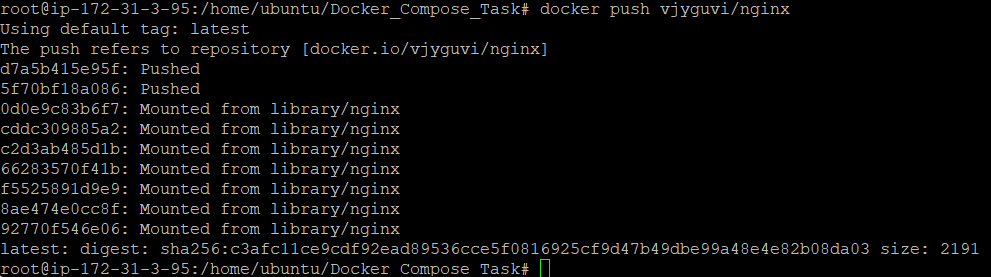 root@ip-172-31-3-95:/home/ubuntu/Docker_Compose_Task# docker push vjyguvi/nginx
Using default tag: latest
The push refers to repository [docker.io/vjyguvi/nginx]
d7a5b415e95f: Pushed
5f70bf18a086: Pushed
0d0e9c83b6f7: Mounted from library/nginx
cddc309885a2: Mounted from library/nginx
c2d3ab485d1b: Mounted from library/nginx
66283570f41b: Mounted from library/nginx
f5525891d9e9: Mounted from library/nginx
8ae474e0cc8f: Mounted from library/nginx
92770f546e06: Mounted from library/nginx
latest: digest: sha256:c3afc11ce9cdf92ead89536cce5f0816925cf9d47b49dbe99a48e4e82b08da03 size: 2191
root@ip-172-31-3-95:/home/ubuntu/Docker_Compose_Task#